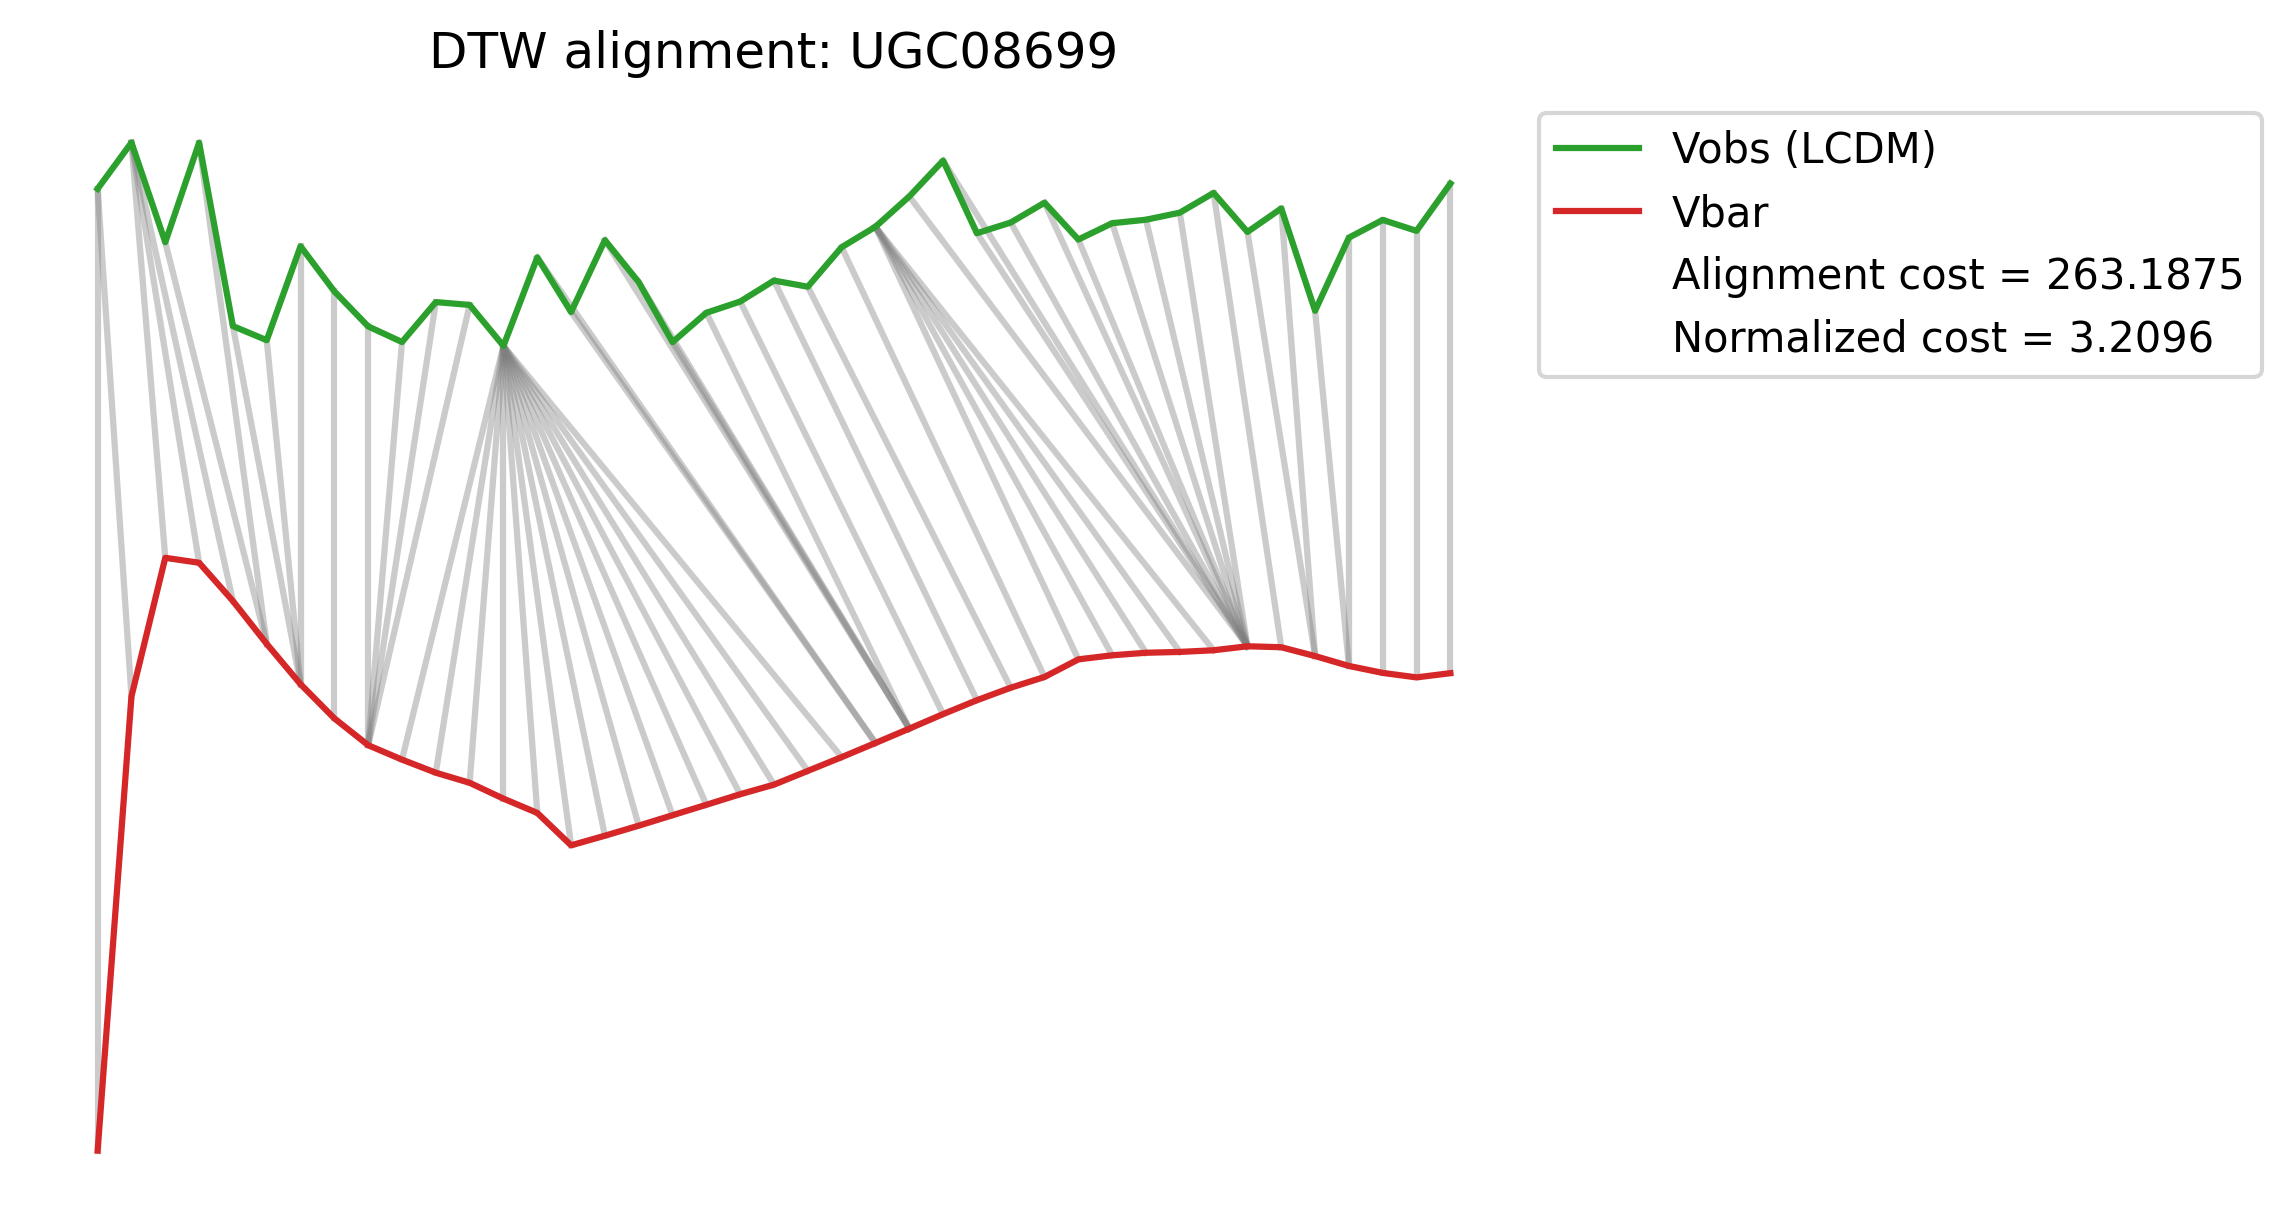 DTW alignment: UGC08699
Vobs (LCDM)
Vbar
Alignment cost = 263.1875
Normalized cost = 3.2096